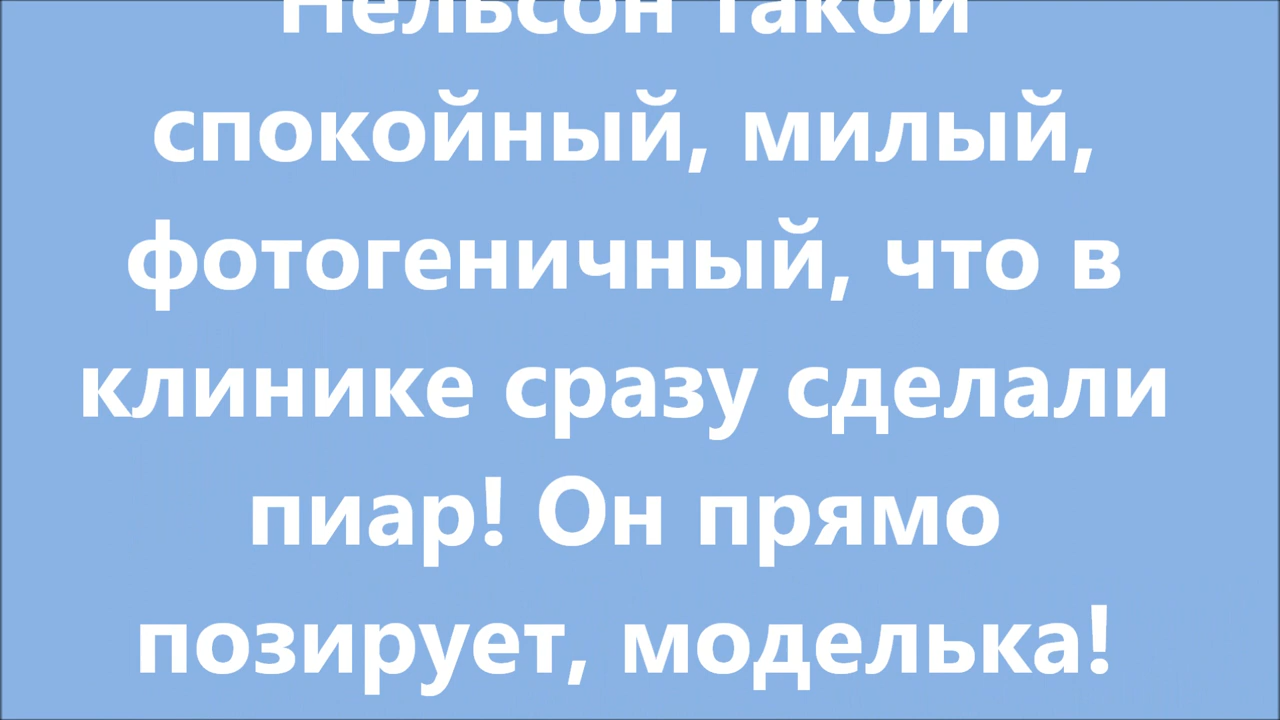 Нельсон такой
спокойный, милый,
фотогеничный, что в
клинике сразу сделали
пиар! Он прямо
позирует, моделька!